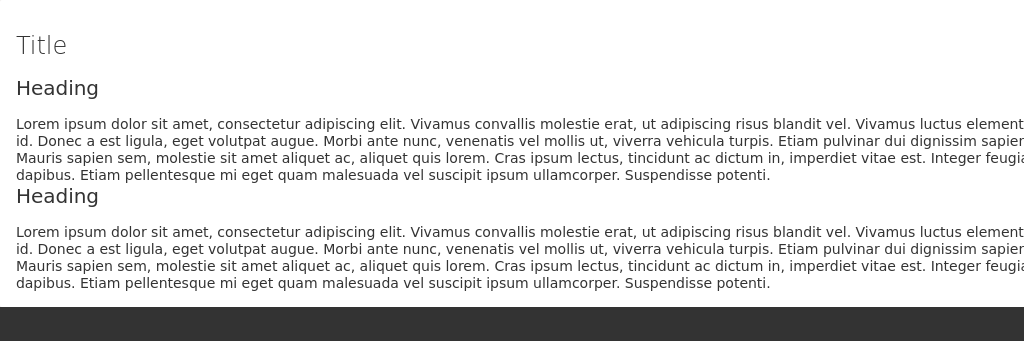 Title
Heading
Lorem ipsum dolor sit amet, consectetur adipiscing elit. Vivamus convallis molestie erat, ut adipiscing risus blandit vel. Vivamus luctus element
id. Donec a est ligula, eget volutpat augue. Morbi ante nunc, venenatis vel mollis ut, viverra vehicula turpis. Etiam pulvinar dui dignissim sapien
Mauris sapien sem, molestie sit amet aliquet ac, aliquet quis lorem. Cras ipsum lectus, tincidunt ac dictum in, imperdiet vitae est. Integer feugia
dapibus. Etiam pellentesque mi eget quam malesuada vel suscipit ipsum ullamcorper. Suspendisse potenti.
Heading
Lorem ipsum dolor sit amet, consectetur adipiscing elit. Vivamus convallis molestie erat, ut adipiscing risus blandit vel. Vivamus luctus element
id. Donec a est ligula, eget volutpat augue. Morbi ante nunc, venenatis vel mollis ut, viverra vehicula turpis. Etiam pulvinar dui dignissim sapien
Mauris sapien sem, molestie sit amet aliquet ac, aliquet quis lorem. Cras ipsum lectus, tincidunt ac dictum in, imperdiet vitae est. Integer feugia
dapibus. Etiam pellentesque mi eget quam malesuada vel suscipit ipsum ullamcorper. Suspendisse potenti.